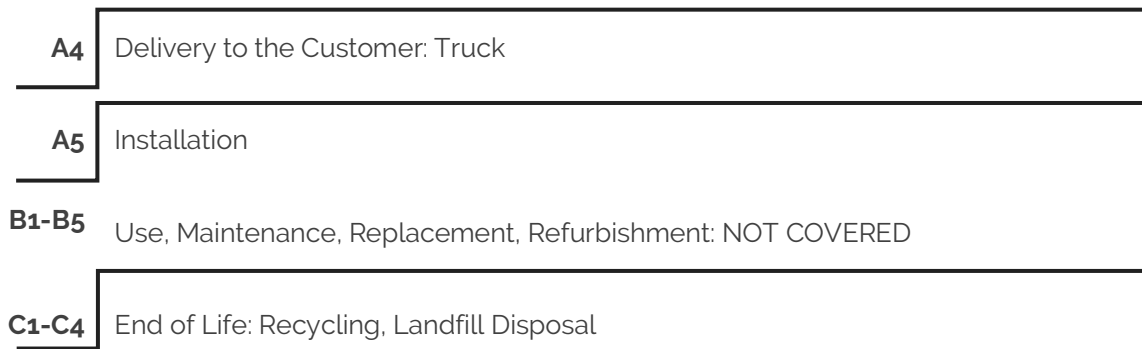 A4 Delivery to the Customer: Truck
A5 Installation
B1-B5 Use, Maintenance, Replacement, Refurbishment: NOT COVERED
C1-C4 End of Life: Recycling, Landfill Disposal